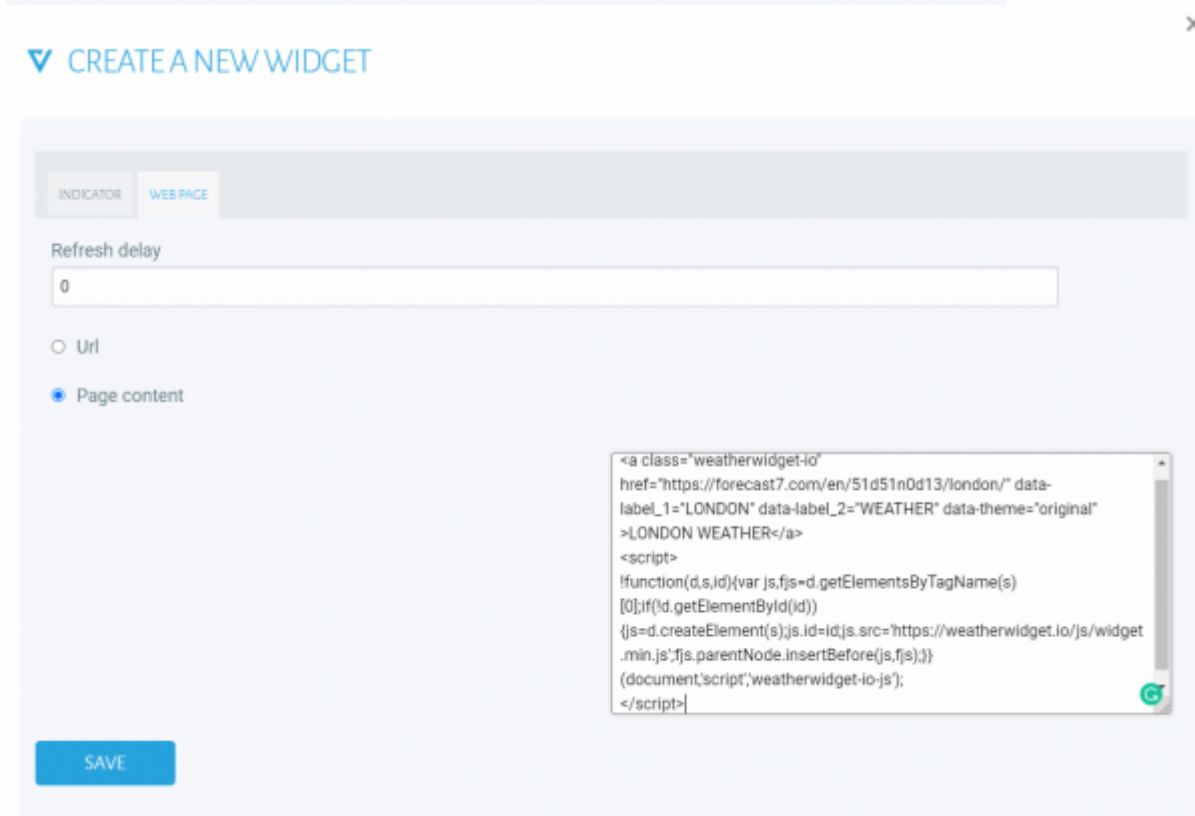 CREATE A NEW WIDGET
INDICATOR WEB PAGE
Refresh delay
0
Url
Page content
<a class="weatherwidget-io"
href="https://forecast7.com/en/51d51n0d13/london/" data-
label_1="LONDON" data-label_2="WEATHER" data-theme="original"
>LONDON WEATHER</a>
<script>
!function(d,s,id){var js,fjs=d.getElementsByTagName(s)
[0];if(!d.getElementById(id))
{js=d.createElement(s);js.id=id;js.src='https://weatherwidget.io/js/widget
.min.js';fjs.parentNode.insertBefore(js,fjs);}}
(document,'script','weatherwidget-io-js');
</script>
SAVE